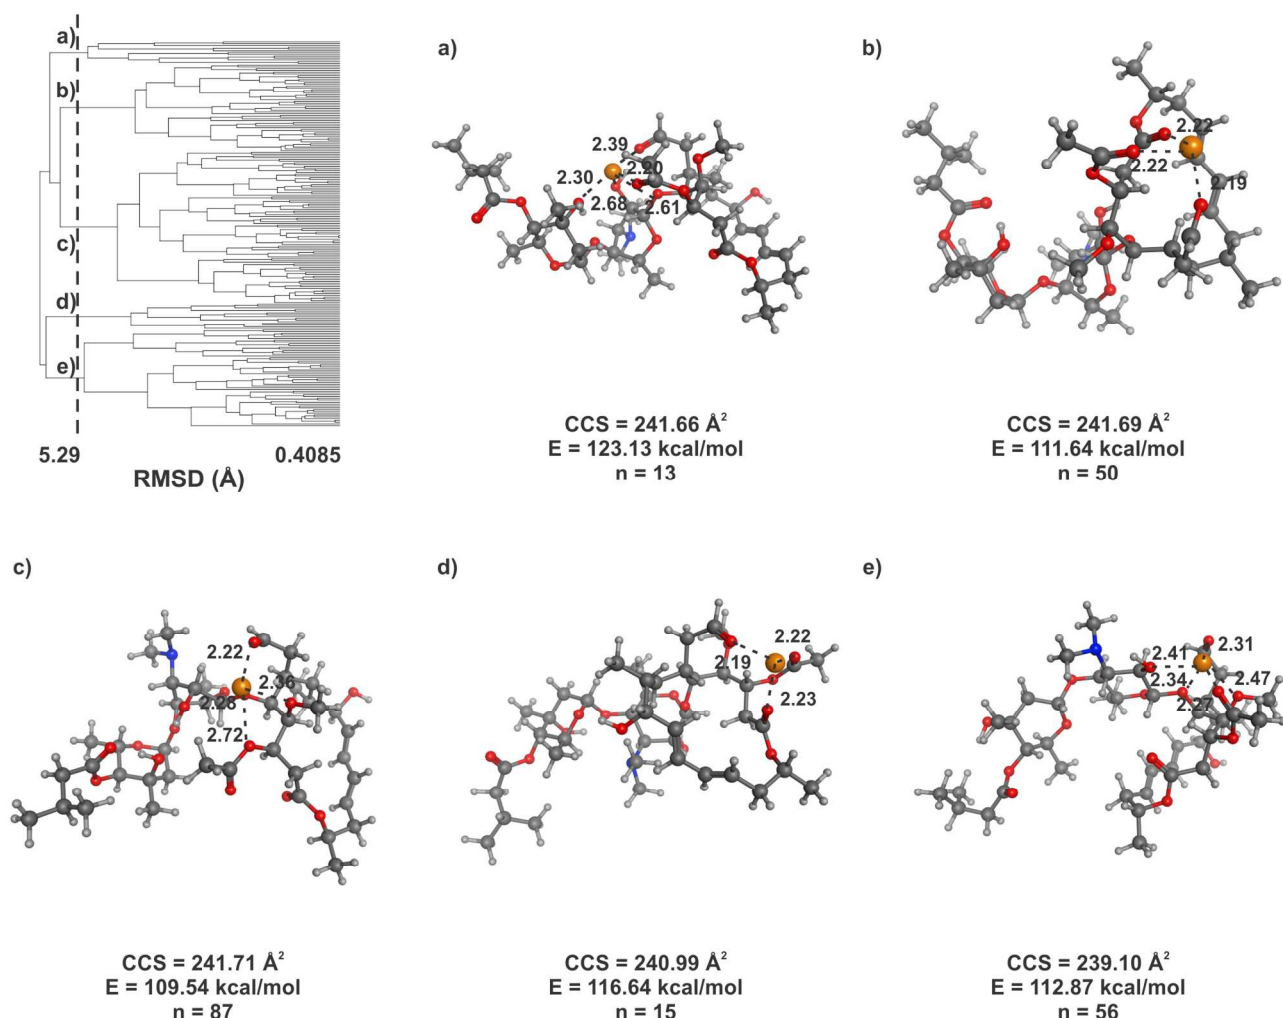 a)
b)
c)
d)
e)
5.29
0.4085
RMSD (Å)
a)
2.39
2.30
2.20
2.68
2.61
CCS = 241.66 Å²
E = 123.13 kcal/mol
n = 13
b)
2.22
2.22
2.19
CCS = 241.69 Å²
E = 111.64 kcal/mol
n = 50
c)
2.22
2.36
2.28
2.72
CCS = 241.71 Å²
E = 109.54 kcal/mol
n = 87
d)
2.22
2.19
2.23
CCS = 240.99 Å²
E = 116.64 kcal/mol
n = 15
e)
2.31
2.41
2.34
2.47
2.27
CCS = 239.10 Å²
E = 112.87 kcal/mol
n = 56